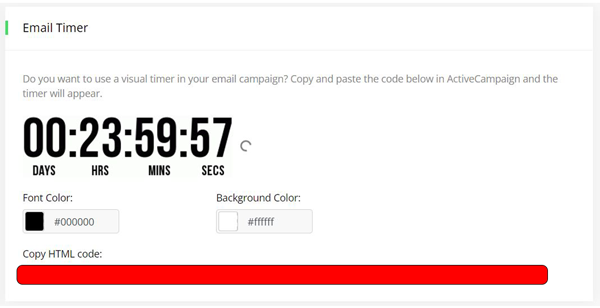 Email Timer
Do you want to use a visual timer in your email campaign? Copy and paste the code below in ActiveCampaign and the
timer will appear.
00:23:59:57
DAYS HRS MINS SECS
Font Color: Background Color:
#000000 #ffffff
Copy HTML code: